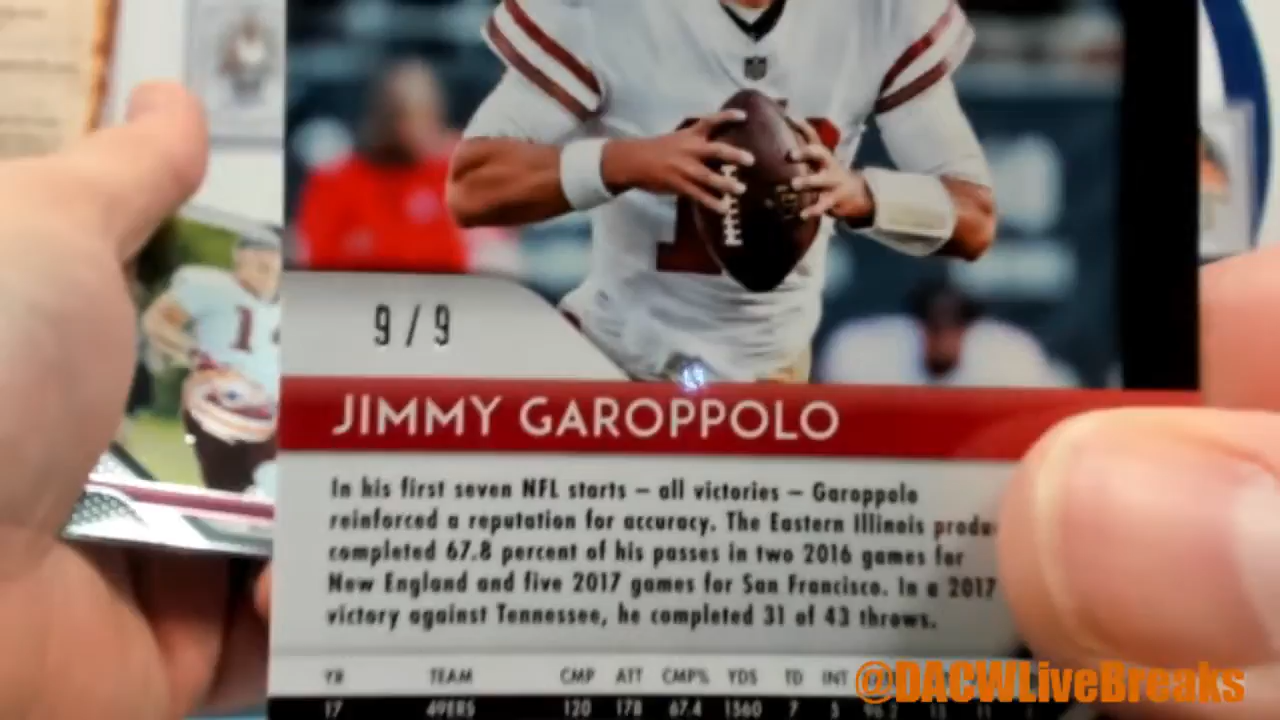 9 / 9
JIMMY GAROPPOLO
In his first seven NFL starts – all victories – Garoppolo
reinforced a reputation for accuracy. The Eastern Illinois produ
completed 67.8 percent of his passes in two 2016 games for
New England and five 2017 games for San Francisco. In a 2017
victory against Tennessee, he completed 31 of 43 throws.
YR TEAM CMP ATT CMP% YDS TD INT
17 49ERS 120 178 67.4 1560 7 5
@DACWLiveBreaks